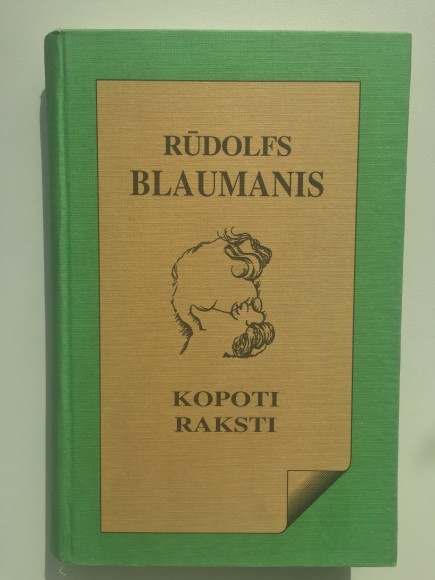 RŪDOLFS
BLAUMANIS
KOPOTI
RAKSTI